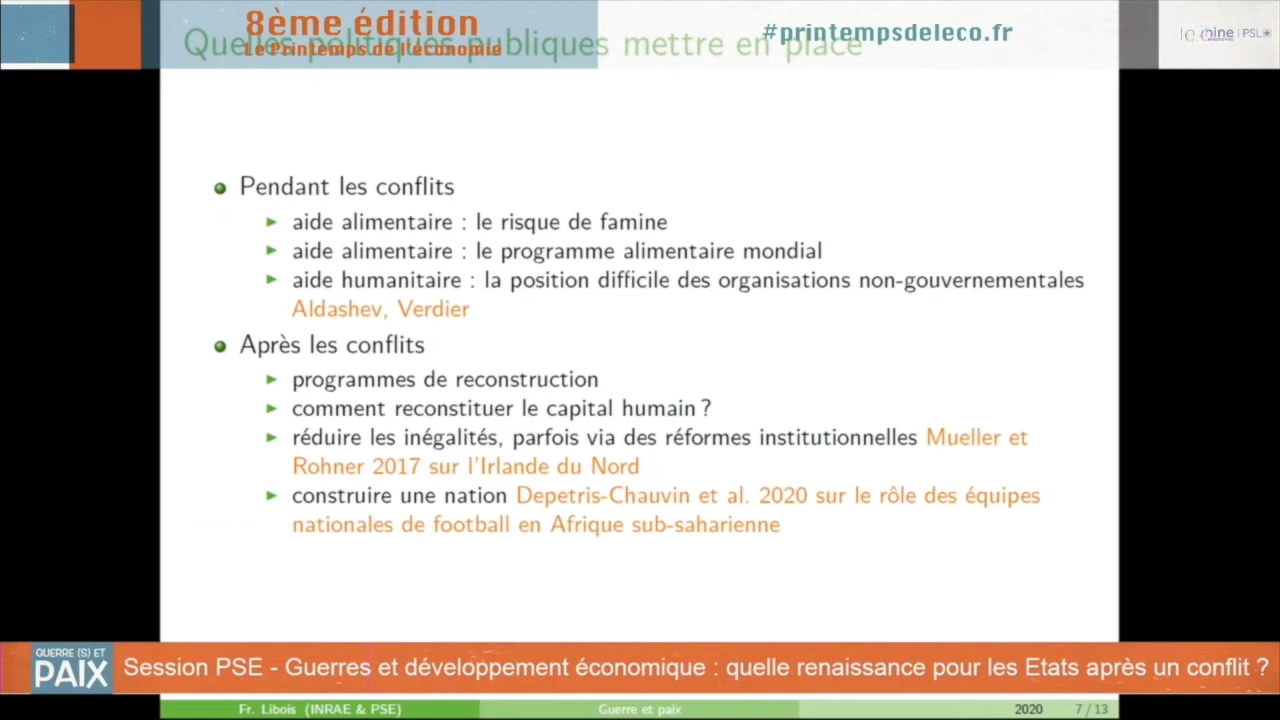 8ème édition
Le Printemps de l'économie
#printempsdeleco.fr
PSL
Quelles politiques publiques mettre en place
Pendant les conflits
aide alimentaire : le risque de famine
aide alimentaire : le programme alimentaire mondial
aide humanitaire : la position difficile des organisations non-gouvernementales
Aldashev, Verdier
Après les conflits
programmes de reconstruction
comment reconstituer le capital humain ?
réduire les inégalités, parfois via des réformes institutionnelles Mueller et
Rohner 2017 sur l'Irlande du Nord
construire une nation Depetris-Chauvin et al. 2020 sur le rôle des équipes
nationales de football en Afrique sub-saharienne
GUERRE (S) ET
PAIX
Session PSE - Guerres et développement économique : quelle renaissance pour les Etats après un conflit ?
Fr. Libois (INRAE & PSE) Guerre et paix 2020 7 / 13